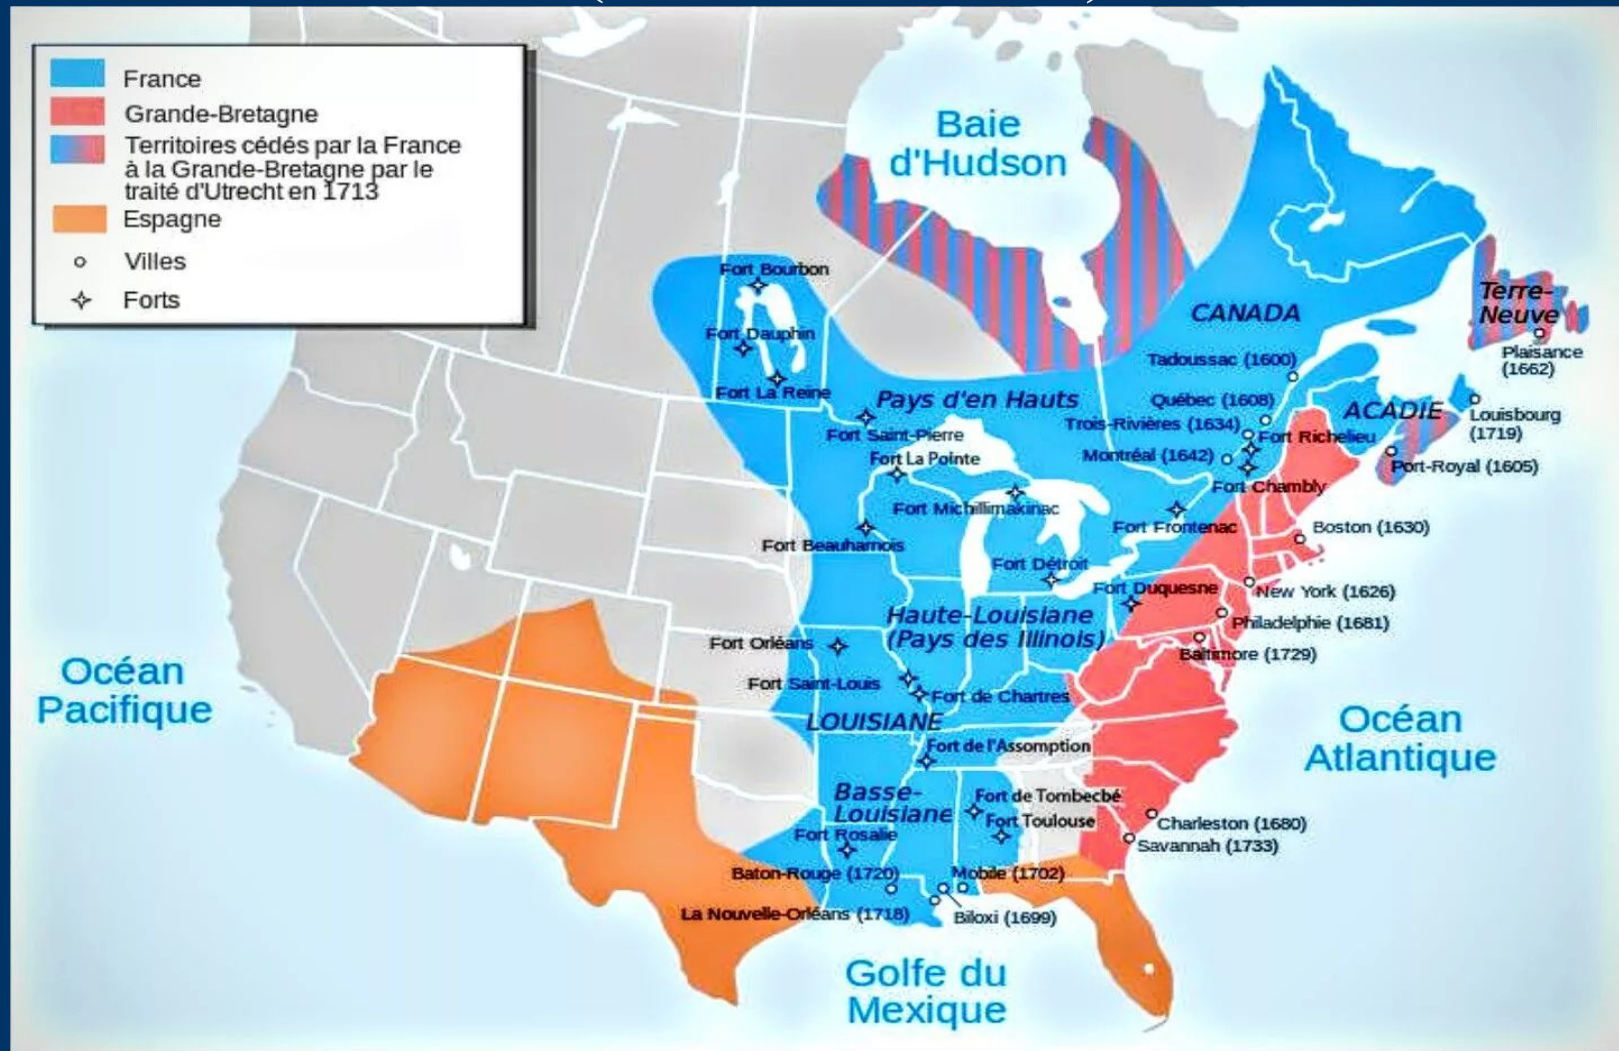 France
Grande-Bretagne
Territoires cédés par la France
à la Grande-Bretagne par le
traité d'Utrecht en 1713
Espagne
Villes
Forts
Baie
d'Hudson
Fort Bourbon
Fort Dauphin
Fort La Reine
CANADA
Terre-
Neuve
Plaisance
(1662)
Tadoussac (1600)
Pays d'en Hauts
Québec (1608)
ACADIE
Louisbourg
(1719)
Trois-Rivières (1634)
Fort Richelieu
Fort Saint-Pierre
Montréal (1642)
Fort La Pointe
Port-Royal (1605)
Fort Chambly
Fort Michillimakinac
Fort Frontenac
Boston (1630)
Fort Beauharnois
Fort Détroit
Fort Duquesne
New York (1626)
Haute-Louisiane
(Pays des Illinois)
Philadelphie (1681)
Fort Orléans
Baltimore (1729)
Océan
Pacifique
Fort Saint-Louis
Fort de Chartres
LOUISIANE
Océan
Atlantique
Fort de l'Assomption
Basse-
Louisiane
Fort de Tombecbé
Fort Toulouse
Fort Rosalie
Charleston (1680)
Savannah (1733)
Baton-Rouge (1720)
Mobile (1702)
La Nouvelle-Orléans (1718)
Biloxi (1699)
Golfe du
Mexique